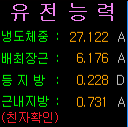 유전능력
냉도체중 : 27.122 A
배최장근 : 6.176 A
등지방 : 0.228 D
근내지방 : 0.731 A
(친자확인)